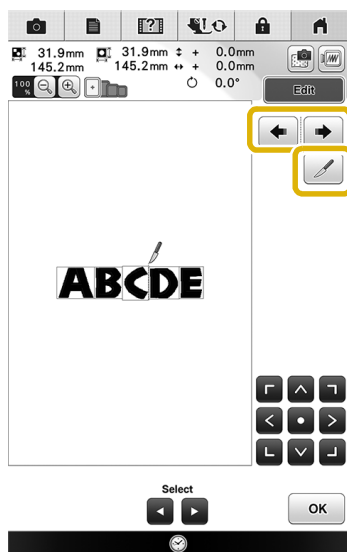 31.9mm 31.9mm + 0.0mm
145.2mm 145.2mm + 0.0mm
100 % 0.0°
Edit
ABCDE
Select
OK